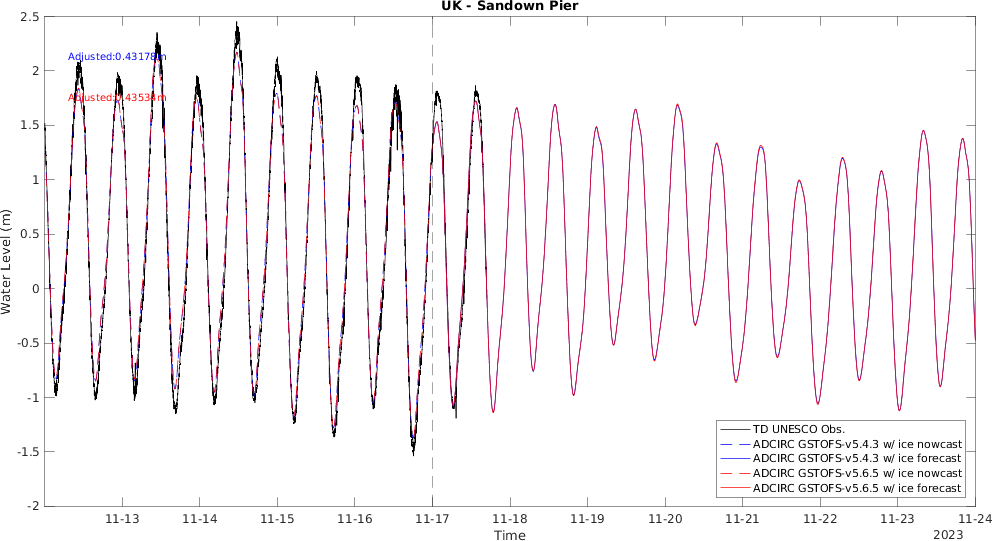 UK - Sandown Pier
2.5
2
1.5
1
0.5
0
-0.5
-1
-1.5
-2
Water Level (m)
Adjusted:0.43178m
Adjusted:0.43534m
TD UNESCO Obs.
ADCIRC GSTOFS-v5.4.3 w/ ice nowcast
ADCIRC GSTOFS-v5.4.3 w/ ice forecast
ADCIRC GSTOFS-v5.6.5 w/ ice nowcast
ADCIRC GSTOFS-v5.6.5 w/ ice forecast
11-13 11-14 11-15 11-16 11-17 11-18 11-19 11-20 11-21 11-22 11-23 11-24
Time
2023